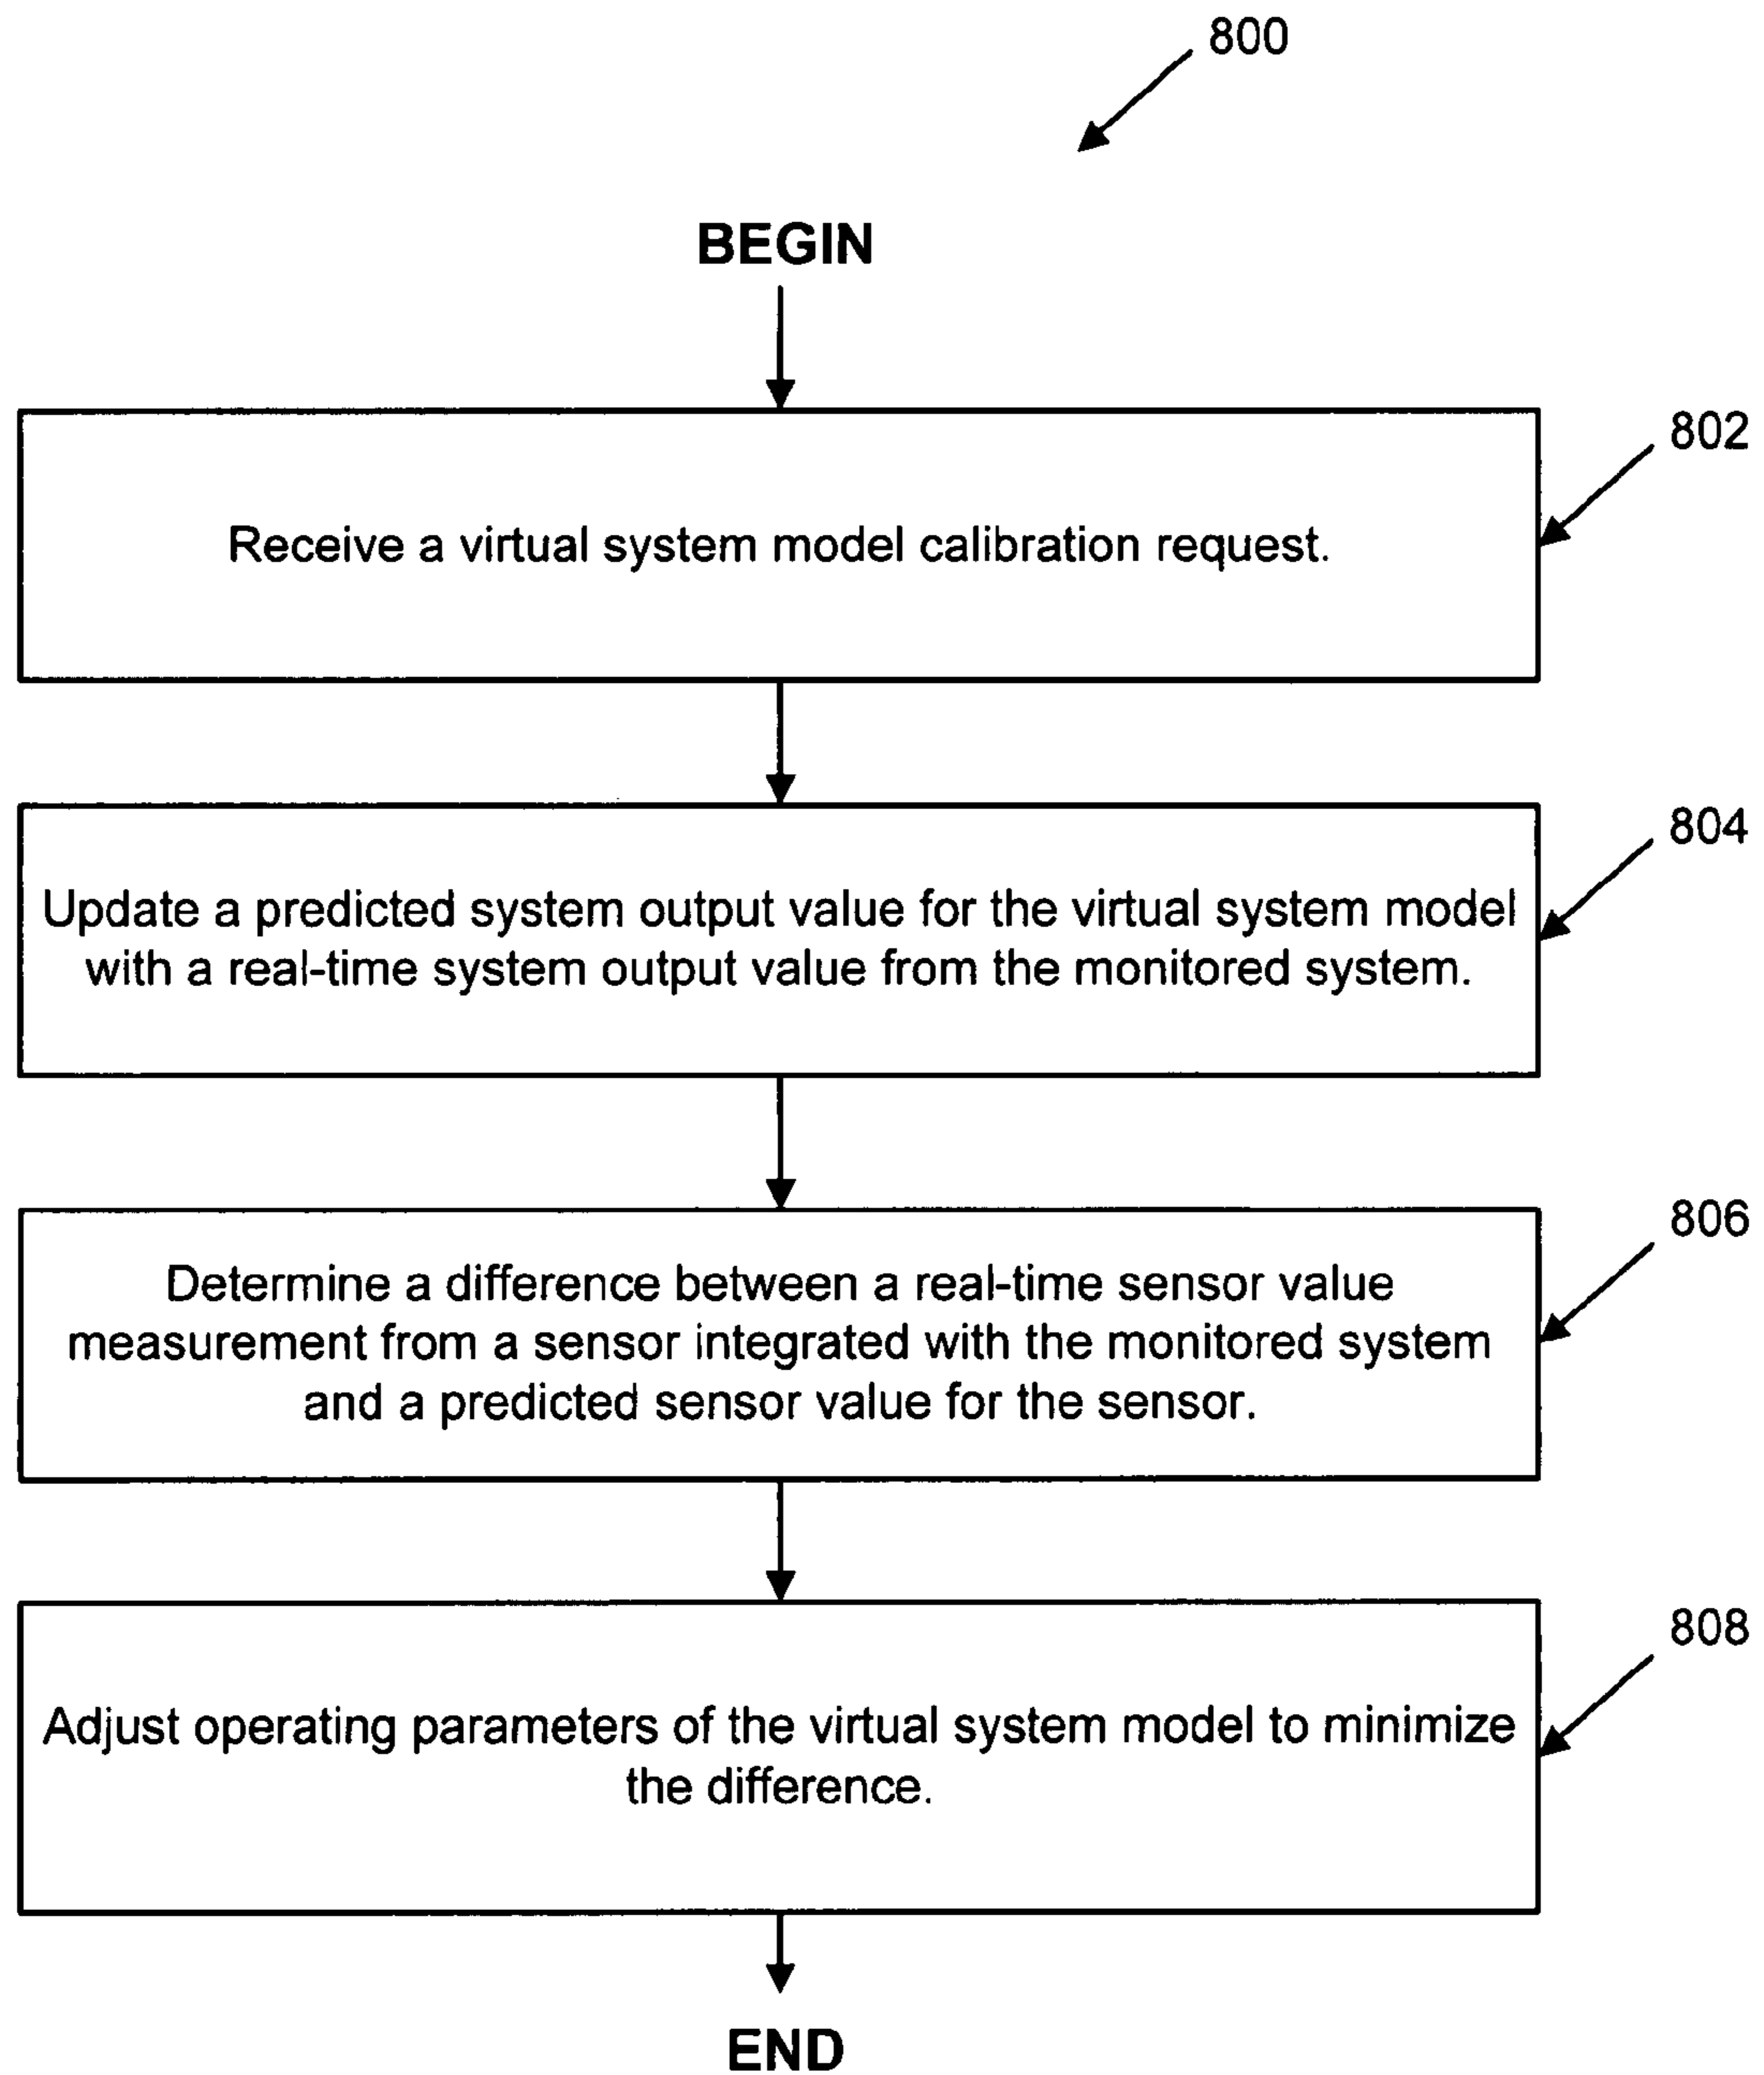 800
BEGIN
802
Receive a virtual system model calibration request.
804
Update a predicted system output value for the virtual system model
with a real-time system output value from the monitored system.
806
Determine a difference between a real-time sensor value
measurement from a sensor integrated with the monitored system
and a predicted sensor value for the sensor.
808
Adjust operating parameters of the virtual system model to minimize
the difference.
END